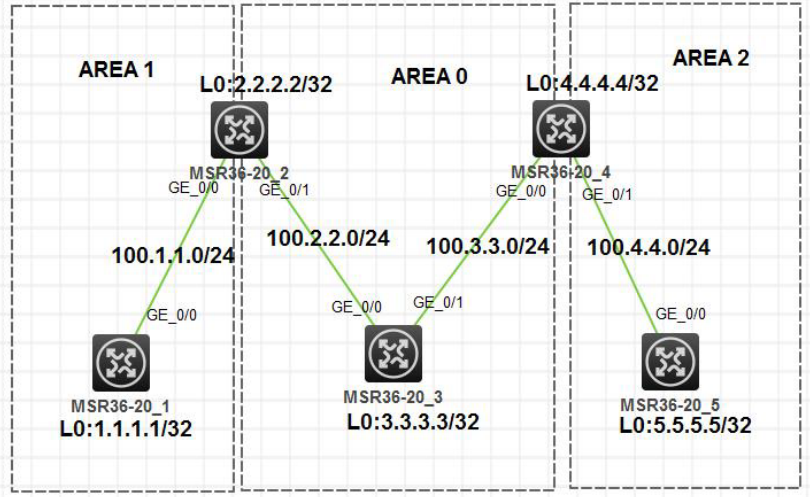 AREA 1
AREA 0
AREA 2
L0:2.2.2.2/32
L0:4.4.4.4/32
MSR36-20_2
MSR36-20_4
GE_0/0
GE_0/1
GE_0/0
GE_0/1
100.1.1.0/24
100.2.2.0/24
100.3.3.0/24
100.4.4.0/24
GE_0/0
GE_0/0
GE_0/1
GE_0/0
MSR36-20_1
MSR36-20_3
MSR36-20_5
L0:1.1.1.1/32
L0:3.3.3.3/32
L0:5.5.5.5/32